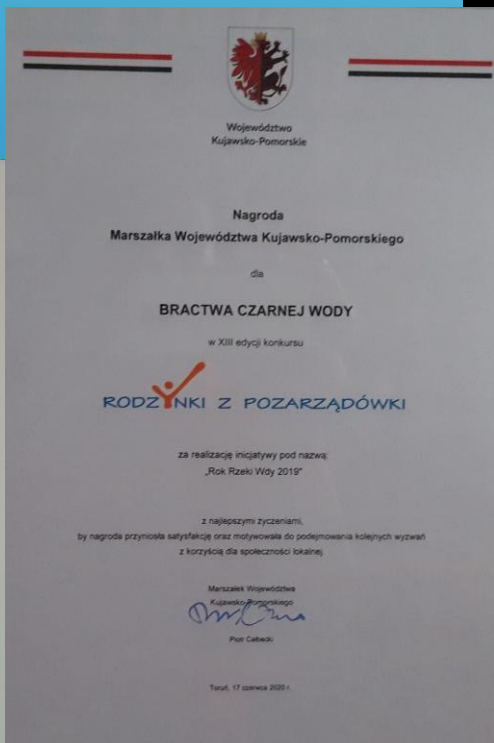 Województwo
Kujawsko-Pomorskie
Nagroda
Marszałka Województwa Kujawsko-Pomorskiego
dla
BRACTWA CZARNEJ WODY
w XIII edycji konkursu
RODZYNKI Z POZARZĄDÓWKI
za realizację inicjatywy pod nazwą:
„Rok Rzeki Wdy 2019"
z najlepszymi życzeniami,
by nagroda przyniosła satysfakcję oraz motywowała do podejmowania kolejnych wyzwań
z korzyścią dla społeczności lokalnej.
Marszałek Województwa
Kujawsko-Pomorskiego
Piotr Całbecki
Toruń, 17 czerwca 2020 r.